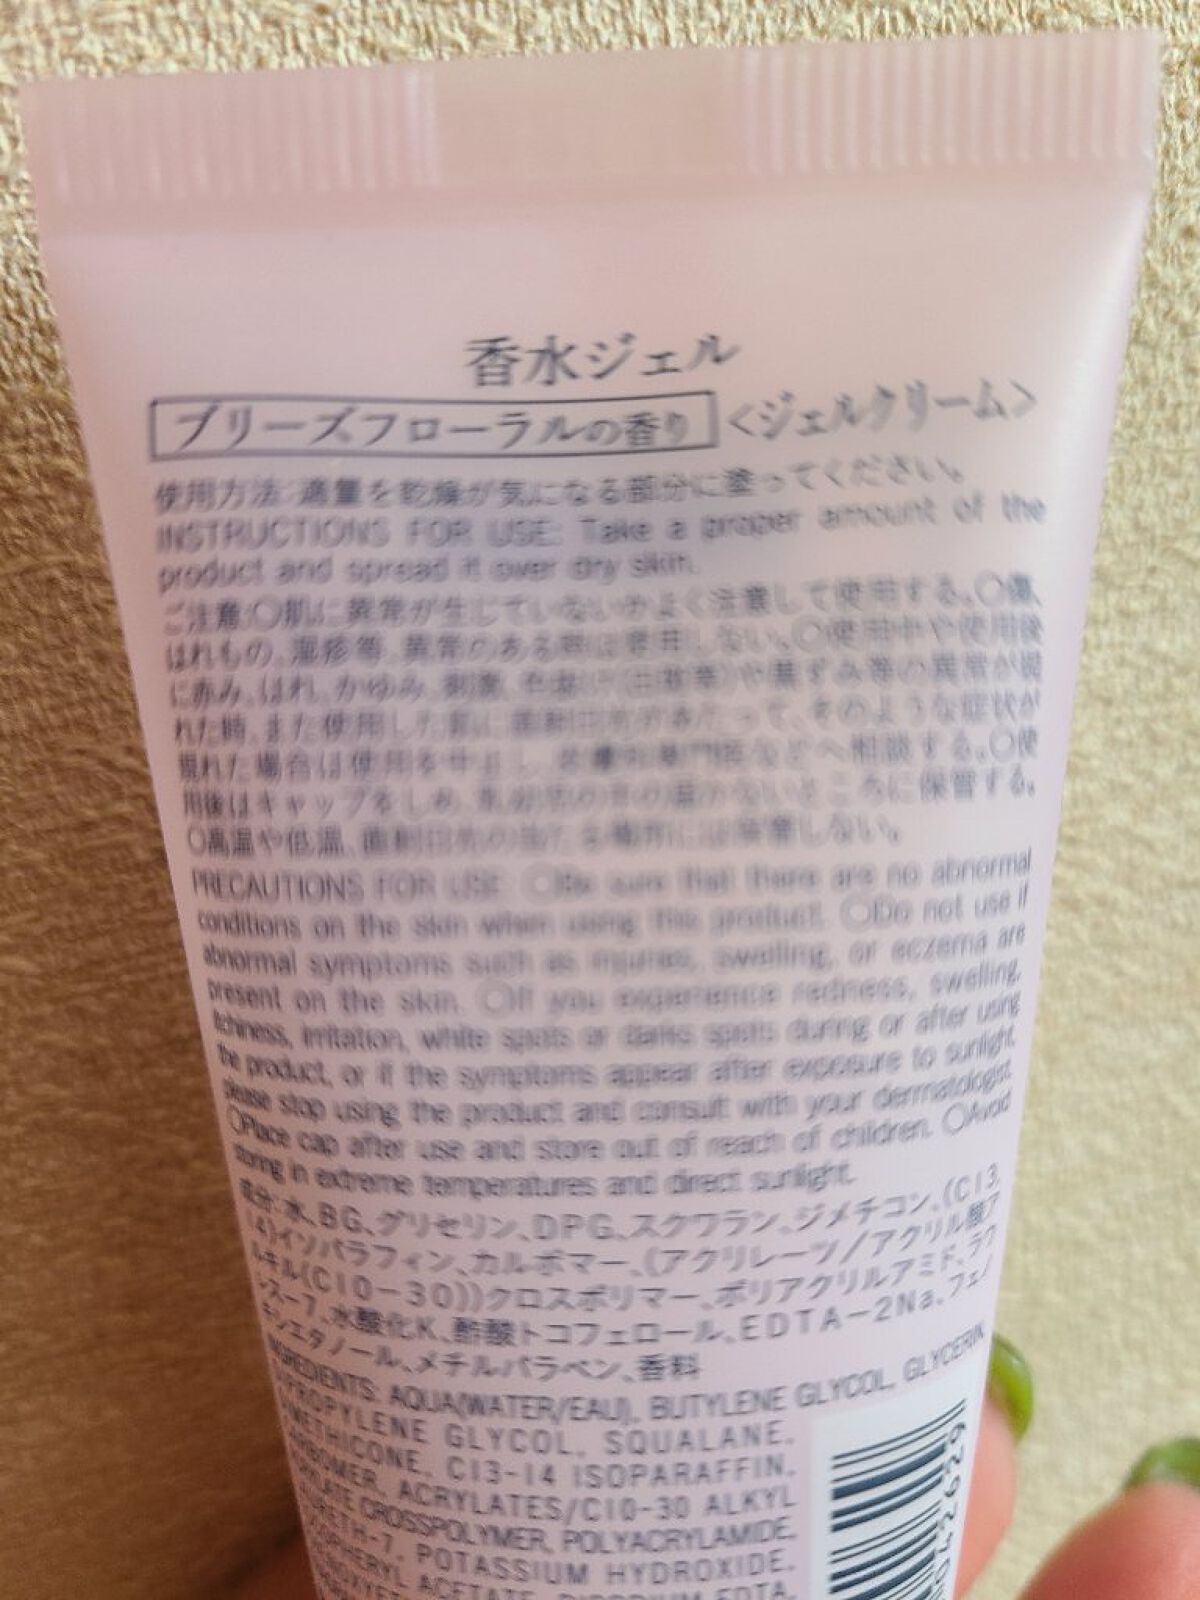 香水ジェル
ブリーズフローラルの香り <ジェルクリーム>
使用方法:適量を乾燥が気になる部分に塗ってください。
INSTRUCTIONS FOR USE: Take a proper amount of the
product and spread it over dry skin.
ご注意:○肌に異常が生じていないかよく注意して使用する。○傷、
はれもの、湿疹等、異常のある時は使用しない。○使用中や使用後
に赤み、はれ、かゆみ、刺激、色抜け(白斑等)や黒ずみ等の異常が現
れた時、また使用した肌に直射日光があたって、そのような症状が
現れた場合は使用を中止し、皮膚科専門医などへ相談する。○使
用後はキャップをしめ、乳幼児の手の届かないところに保管する。
○高温や低温、直射日光の当たる場所には保管しない。
PRECAUTIONS FOR USE: ○Be sure that there are no abnormal
conditions on the skin when using this product. ○Do not use if
abnormal symptoms such as injuries, swelling, or eczema are
present on the skin. ○If you experience redness, swelling,
itchiness, irritation, white spots or darks spots during or after using
the product, or if the symptoms appear after exposure to sunlight,
please stop using the product and consult with your dermatologist.
○Place cap after use and store out of reach of children. ○Avoid
storing in extreme temperatures and direct sunlight.
成分:水、BG、グリセリン、DPG、スクワラン、ジメチコン、(C13,
14)イソパラフィン、カルボマー、(アクリレーツ/アクリル酸ア
ルキル(C10-30))クロスポリマー、ポリアクリルアミド、ラウ
レス-7、水酸化K、酢酸トコフェロール、EDTA-2Na、フェノ
キシエタノール、メチルパラベン、香料
INGREDIENTS: AQUA(WATER/EAU), BUTYLENE GLYCOL, GLYCERIN,
PROPYLENE GLYCOL, SQUALANE,
METHICONE, C13-14 ISOPARAFFIN,
CARBOMER, ACRYLATES/C10-30 ALKYL
CROSSPOLYMER, POLYACRYLAMIDE,
LAURETH-7, POTASSIUM HYDROXIDE,
ACETATE, DISODIUM EDTA,